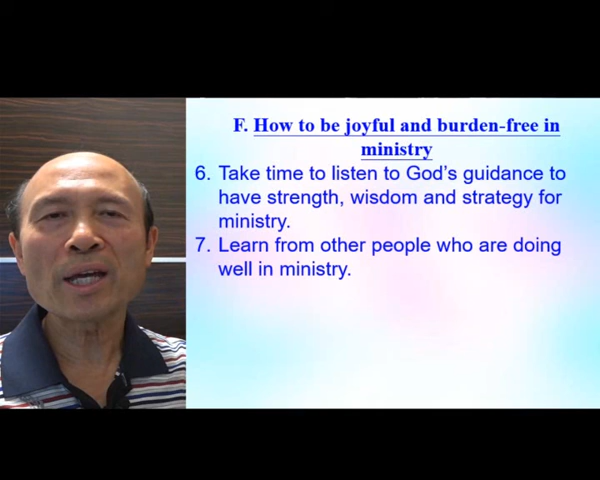 F. How to be joyful and burden-free in
ministry
6. Take time to listen to God's guidance to
have strength, wisdom and strategy for
ministry.
7. Learn from other people who are doing
well in ministry.